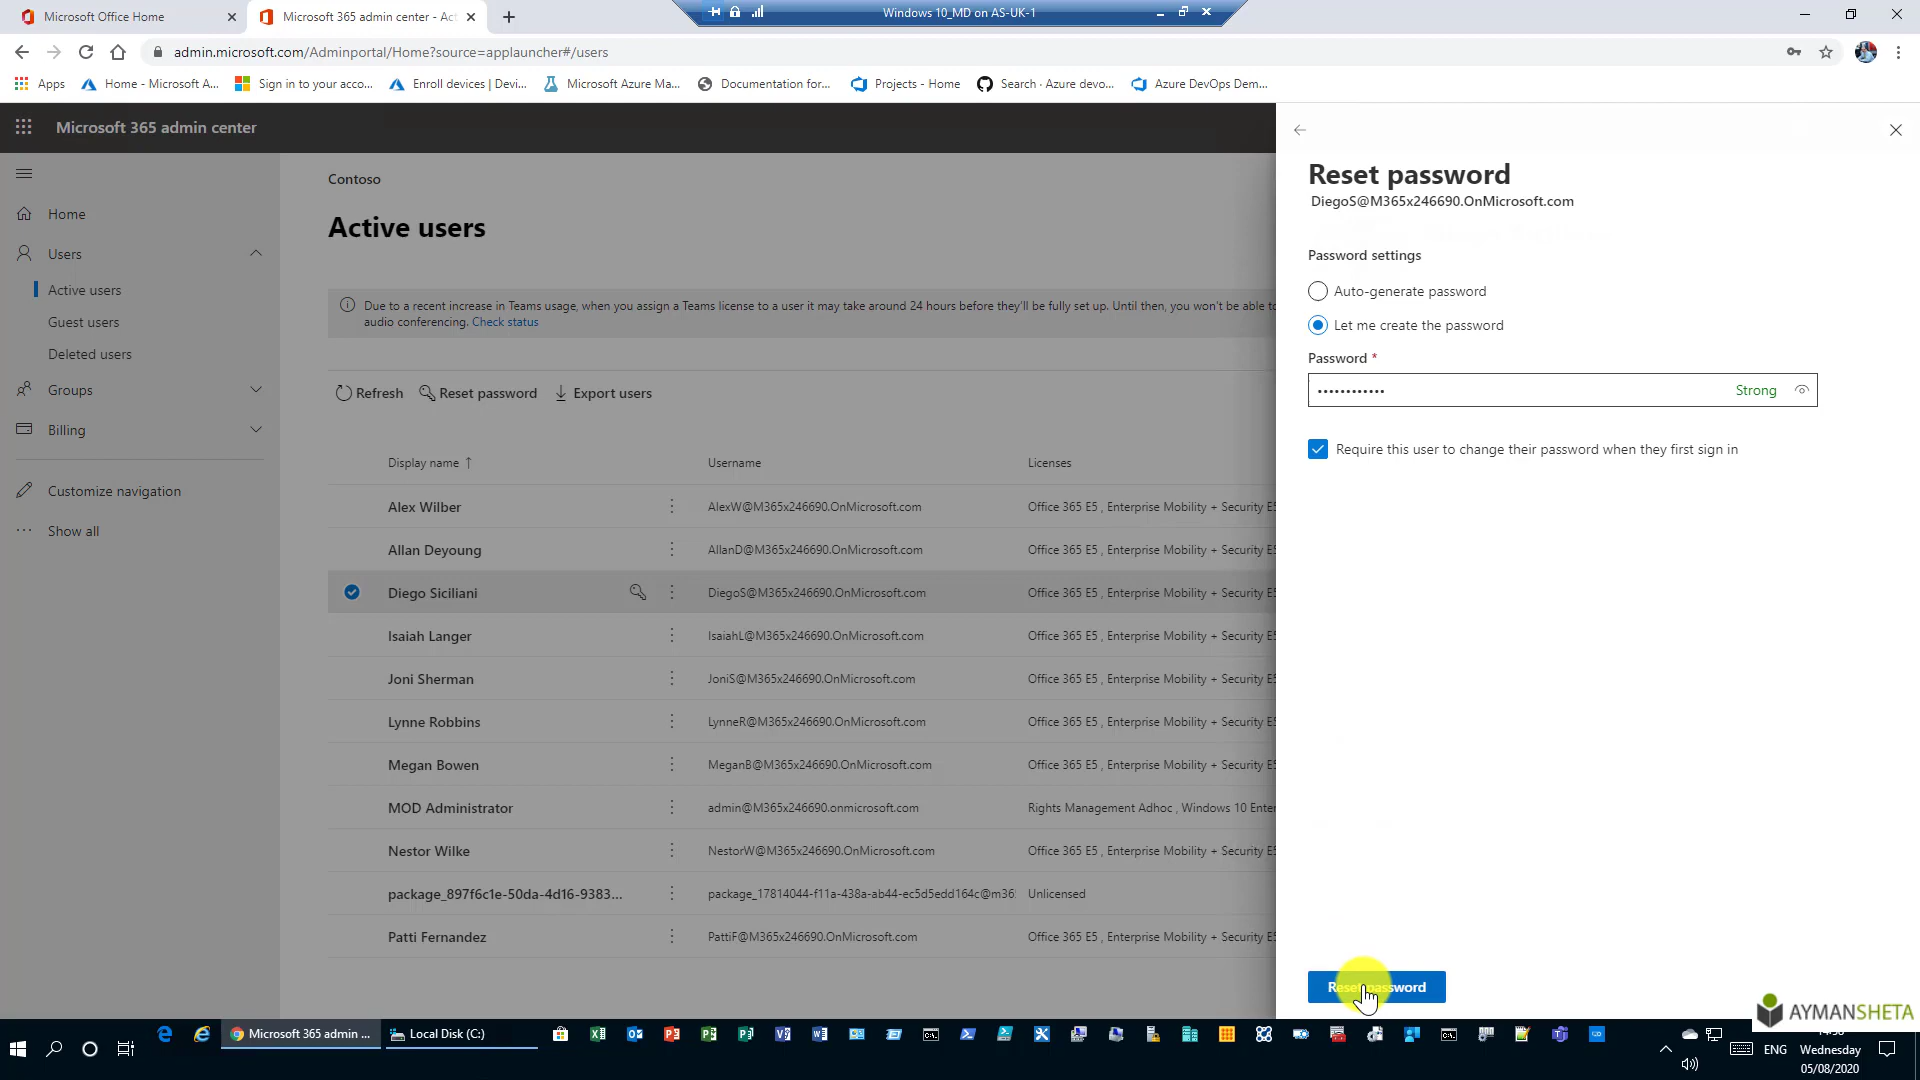 Microsoft Office Home
Microsoft 365 admin center - Act
Windows 10_MD on AS-UK-1
admin.microsoft.com/Adminportal/Home?source=applauncher#/users
Apps
Home - Microsoft A...
Sign in to your acco...
Enroll devices | Devi...
Microsoft Azure Ma...
Documentation for...
Projects - Home
Search · Azure devo...
Azure DevOps Dem...
Microsoft 365 admin center
Home
Users
Active users
Guest users
Deleted users
Groups
Billing
Customize navigation
Show all
Contoso
Active users
Due to a recent increase in Teams usage, when you assign a Teams license to a user it may take around 24 hours before they'll be fully set up. Until then, you won't be able to
audio conferencing. Check status
Refresh
Reset password
Export users
Display name ↑
Username
Licenses
Alex Wilber
AlexW@M365x246690.OnMicrosoft.com
Office 365 E5 , Enterprise Mobility + Security E5
Allan Deyoung
AllanD@M365x246690.OnMicrosoft.com
Office 365 E5 , Enterprise Mobility + Security E5
Diego Siciliani
DiegoS@M365x246690.OnMicrosoft.com
Office 365 E5 , Enterprise Mobility + Security E5
Isaiah Langer
IsaiahL@M365x246690.OnMicrosoft.com
Office 365 E5 , Enterprise Mobility + Security E5
Joni Sherman
JoniS@M365x246690.OnMicrosoft.com
Office 365 E5 , Enterprise Mobility + Security E5
Lynne Robbins
LynneR@M365x246690.OnMicrosoft.com
Office 365 E5 , Enterprise Mobility + Security E5
Megan Bowen
MeganB@M365x246690.OnMicrosoft.com
Office 365 E5 , Enterprise Mobility + Security E5
MOD Administrator
admin@M365x246690.onmicrosoft.com
Rights Management Adhoc , Windows 10 Enter
Nestor Wilke
NestorW@M365x246690.OnMicrosoft.com
Office 365 E5 , Enterprise Mobility + Security E5
package_897f6c1e-50da-4d16-9383...
package_17814044-f11a-438a-ab44-ec5d5edd164c@m365
Unlicensed
Patti Fernandez
PattiF@M365x246690.OnMicrosoft.com
Office 365 E5 , Enterprise Mobility + Security E5
Reset password
DiegoS@M365x246690.OnMicrosoft.com
Password settings
Auto-generate password
Let me create the password
Password *
••••••••••••
Strong
Require this user to change their password when they first sign in
Reset password
AYMANSHETA
Microsoft 365 admin ...
Local Disk (C:)
ENG
Wednesday
05/08/2020